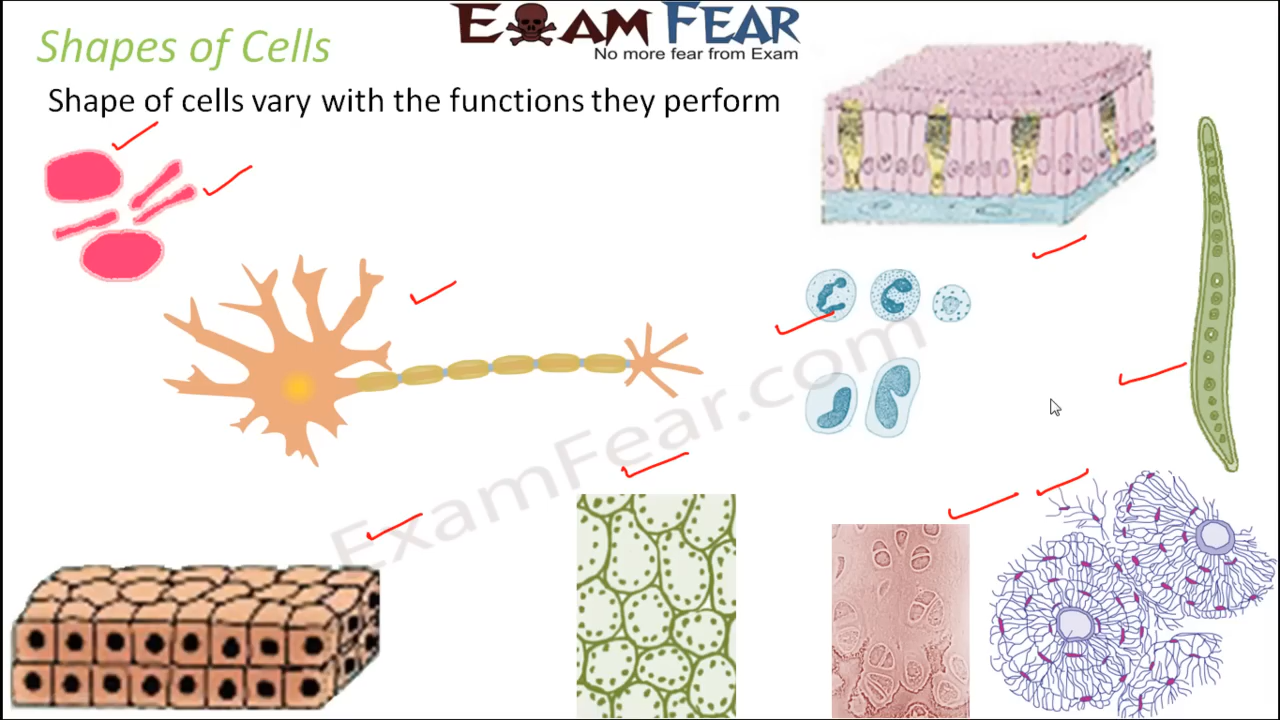 Shapes of Cells
EXAM FEAR
No more fear from Exam
Shape of cells vary with the functions they perform
ExamFear.com